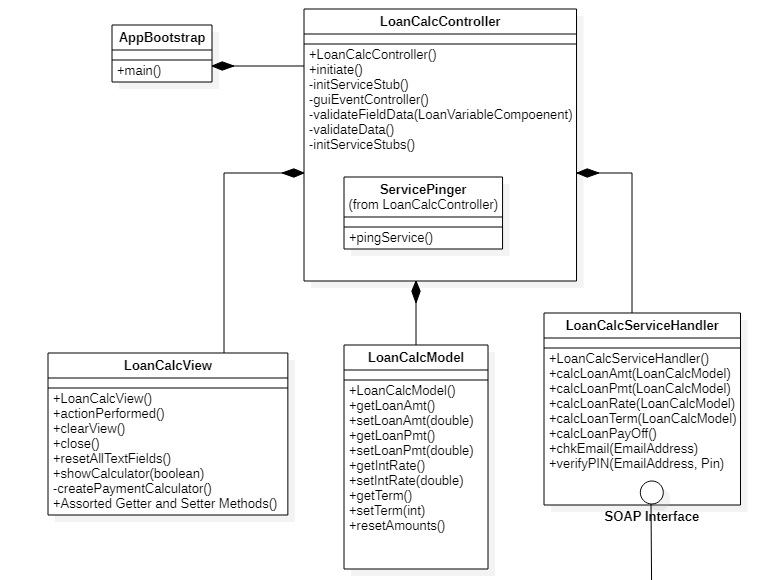 AppBootstrap
+main()
LoanCalcController
+LoanCalcController()
+initiate()
-initServiceStub()
-guiEventController()
-validateFieldData(LoanVariableCompoenent)
-validateData()
-initServiceStubs()
ServicePinger
(from LoanCalcController)
+pingService()
LoanCalcView
+LoanCalcView()
+actionPerformed()
+clearView()
+close()
+resetAllTextFields()
+showCalculator(boolean)
-createPaymentCalculator()
+Assorted Getter and Setter Methods()
LoanCalcModel
+LoanCalcModel()
+getLoanAmt()
+setLoanAmt(double)
+getLoanPmt()
+setLoanPmt(double)
+getIntRate()
+setIntRate(double)
+getTerm()
+setTerm(int)
+resetAmounts()
LoanCalcServiceHandler
+LoanCalcServiceHandler()
+calcLoanAmt(LoanCalcModel)
+calcLoanPmt(LoanCalcModel)
+calcLoanRate(LoanCalcModel)
+calcLoanTerm(LoanCalcModel)
+calcLoanPayOff()
+chkEmail(EmailAddress)
+verifyPIN(EmailAddress, Pin)
SOAP Interface